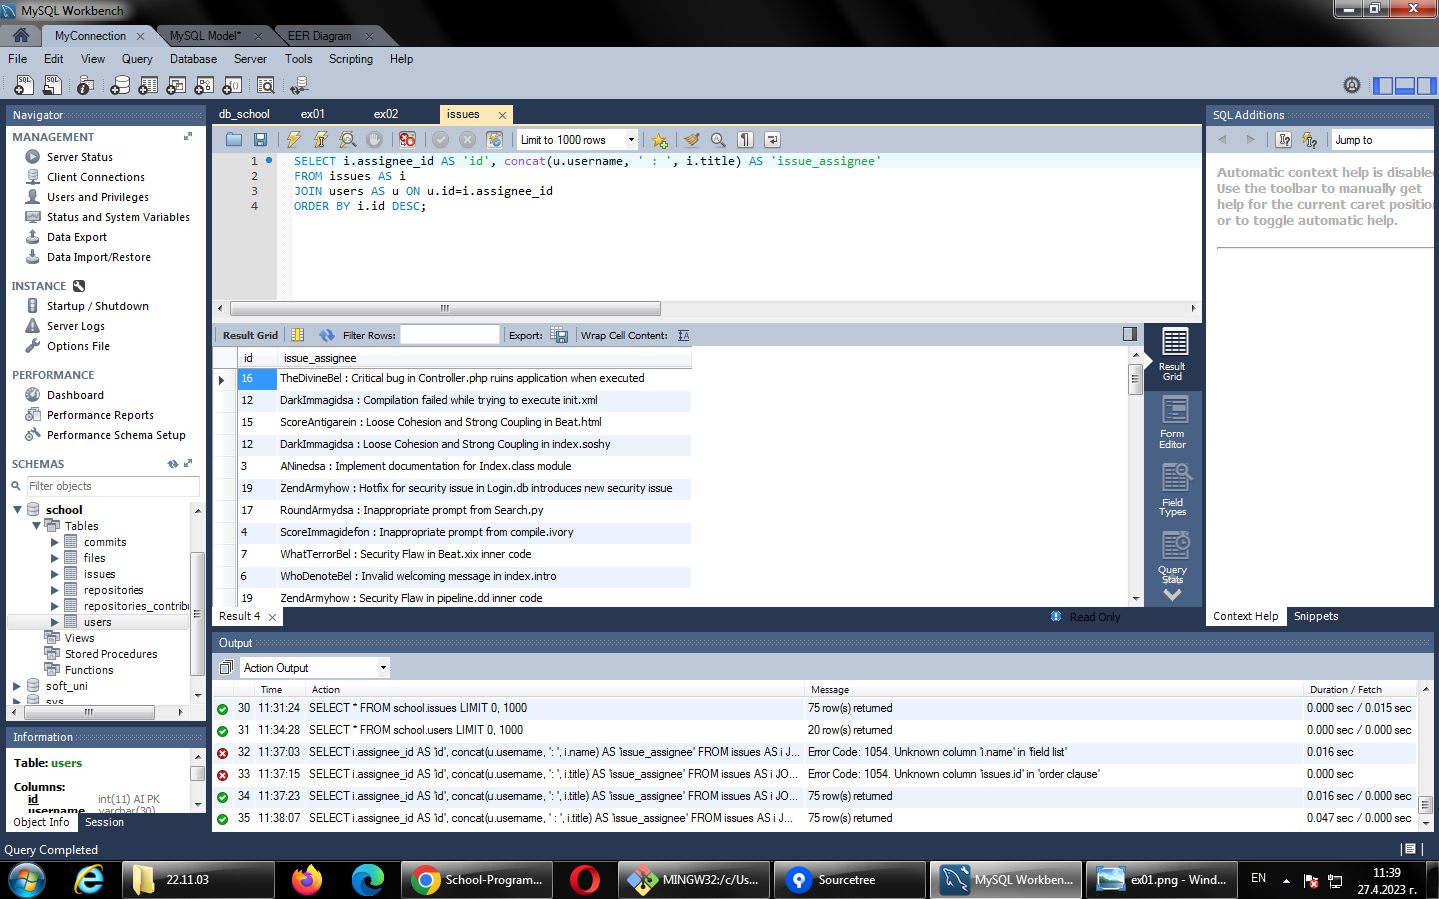 MySQL Workbench
MyConnection
MySQL Model*
EER Diagram
File Edit View Query Database Server Tools Scripting Help
Navigator
MANAGEMENT
Server Status
Client Connections
Users and Privileges
Status and System Variables
Data Export
Data Import/Restore
INSTANCE
Startup / Shutdown
Server Logs
Options File
PERFORMANCE
Dashboard
Performance Reports
Performance Schema Setup
SCHEMAS
Filter objects
school
Tables
commits
files
issues
repositories
repositories_contribu
users
Views
Stored Procedures
Functions
soft_uni
sys
Information
Table: users
Columns:
id int(11) AI PK
username varchar(30)
Object Info Session
db_school ex01 ex02 issues
Limit to 1000 rows
1 SELECT i.assignee_id AS 'id', concat(u.username, ' : ', i.title) AS 'issue_assignee'
2 FROM issues AS i
3 JOIN users AS u ON u.id=i.assignee_id
4 ORDER BY i.id DESC;
Result Grid Filter Rows: Export: Wrap Cell Content:
id issue_assignee
16 TheDivineBel : Critical bug in Controller.php ruins application when executed
12 DarkImmagidsa : Compilation failed while trying to execute init.xml
15 ScoreAntigarein : Loose Cohesion and Strong Coupling in Beat.html
12 DarkImmagidsa : Loose Cohesion and Strong Coupling in index.soshy
3 ANinedsa : Implement documentation for Index.class module
19 ZendArmyhow : Hotfix for security issue in Login.db introduces new security issue
17 RoundArmydsa : Inappropriate prompt from Search.py
4 ScoreImmagidefon : Inappropriate prompt from compile.ivory
7 WhatTerrorBel : Security Flaw in Beat.xix inner code
6 WhoDenoteBel : Invalid welcoming message in index.intro
19 ZendArmyhow : Security Flaw in pipeline.dd inner code
Result Grid
Form Editor
Field Types
Query Stats
Result 4
Read Only
SQL Additions
Jump to
Automatic context help is disabled
Use the toolbar to manually get
help for the current caret position
or to toggle automatic help.
Context Help Snippets
Output
Action Output
Time Action Message Duration / Fetch
30 11:31:24 SELECT * FROM school.issues LIMIT 0, 1000 75 row(s) returned 0.000 sec / 0.015 sec
31 11:34:28 SELECT * FROM school.users LIMIT 0, 1000 20 row(s) returned 0.000 sec / 0.000 sec
32 11:37:03 SELECT i.assignee_id AS 'id', concat(u.username, ': ', i.name) AS 'issue_assignee' FROM issues AS i J... Error Code: 1054. Unknown column 'i.name' in 'field list' 0.016 sec
33 11:37:15 SELECT i.assignee_id AS 'id', concat(u.username, ': ', i.title) AS 'issue_assignee' FROM issues AS i JO... Error Code: 1054. Unknown column 'issues.id' in 'order clause' 0.000 sec
34 11:37:23 SELECT i.assignee_id AS 'id', concat(u.username, ': ', i.title) AS 'issue_assignee' FROM issues AS i JO... 75 row(s) returned 0.016 sec / 0.000 sec
35 11:38:07 SELECT i.assignee_id AS 'id', concat(u.username, ' : ', i.title) AS 'issue_assignee' FROM issues AS i J... 75 row(s) returned 0.047 sec / 0.000 sec
Query Completed
22.11.03
School-Program...
MINGW32:/c/Us...
Sourcetree
MySQL Workben...
ex01.png - Wind...
EN
11:39
27.4.2023 г.